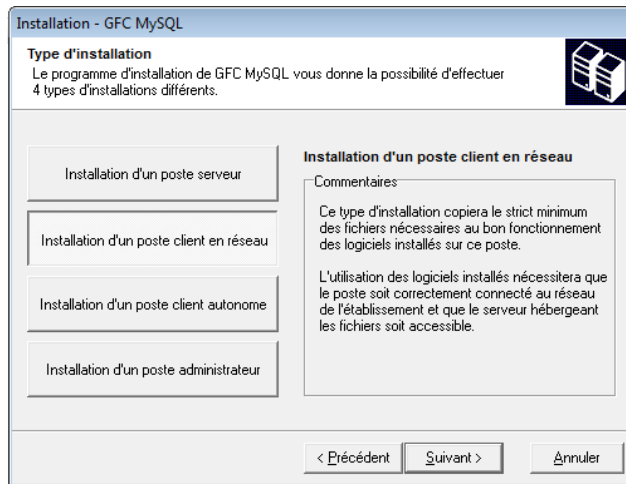 Installation - GFC MySQL
Type d'installation
Le programme d'installation de GFC MySQL vous donne la possibilité d'effectuer
4 types d'installations différents.
Installation d'un poste serveur
Installation d'un poste client en réseau
Installation d'un poste client autonome
Installation d'un poste administrateur
Installation d'un poste client en réseau
Commentaires
Ce type d'installation copiera le strict minimum
des fichiers nécessaires au bon fonctionnement
des logiciels installés sur ce poste.
L'utilisation des logiciels installés nécessitera que
le poste soit correctement connecté au réseau
de l'établissement et que le serveur hébergeant
les fichiers soit accessible.
< Précédent
Suivant >
Annuler